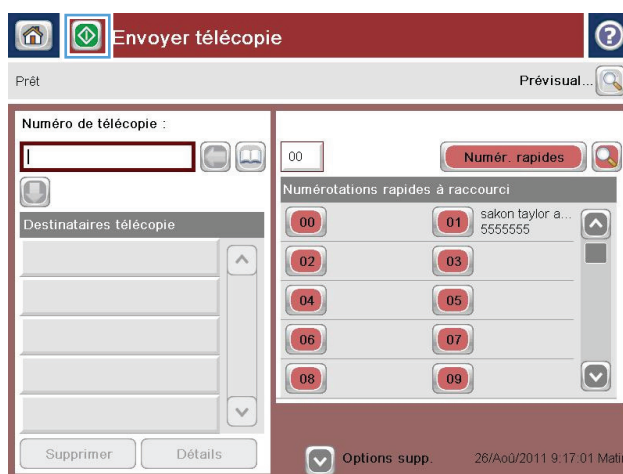 Envoyer télécopie
Prêt
Prévisual...
Numéro de télécopie :
00
Numér. rapides
Numérotations rapides à raccourci
Destinataires télécopie
00
01 sakon taylor a...
5555555
02
03
04
05
06
07
08
09
Supprimer
Détails
Options supp.
26/Aoû/2011 9:17:01 Matin